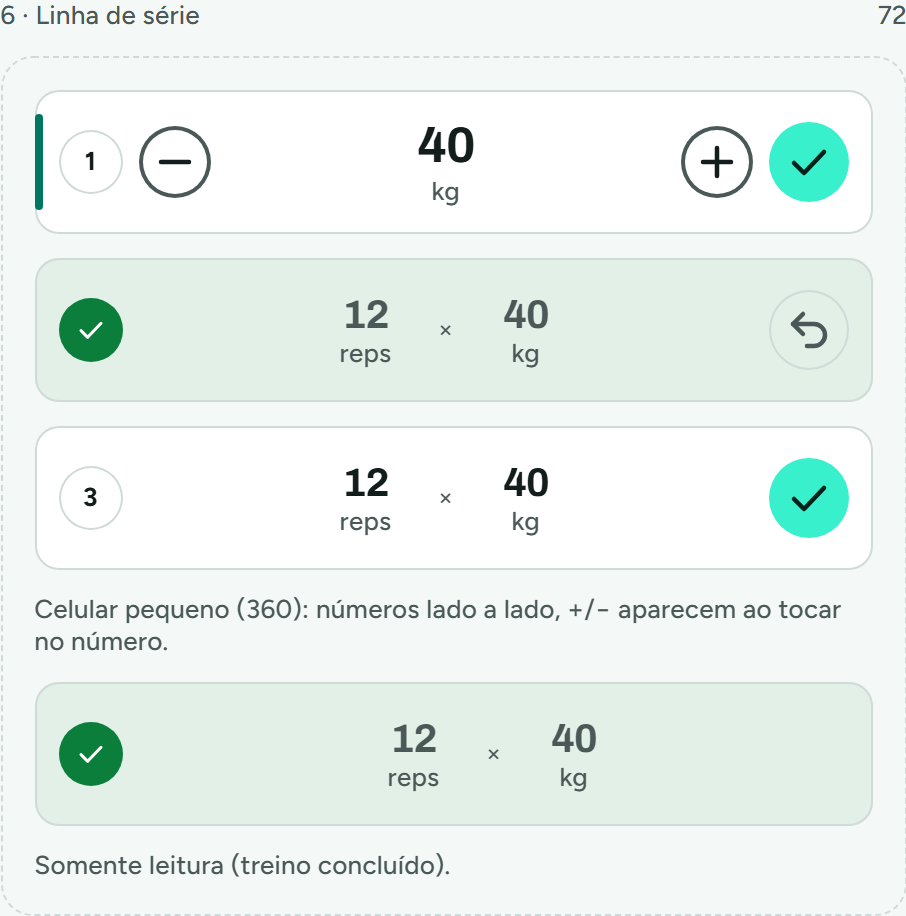 6 · Linha de série 72
1 40
kg
12 × 40
reps kg
3 12 × 40
reps kg
Celular pequeno (360): números lado a lado, +/− aparecem ao tocar
no número.
12 × 40
reps kg
Somente leitura (treino concluído).